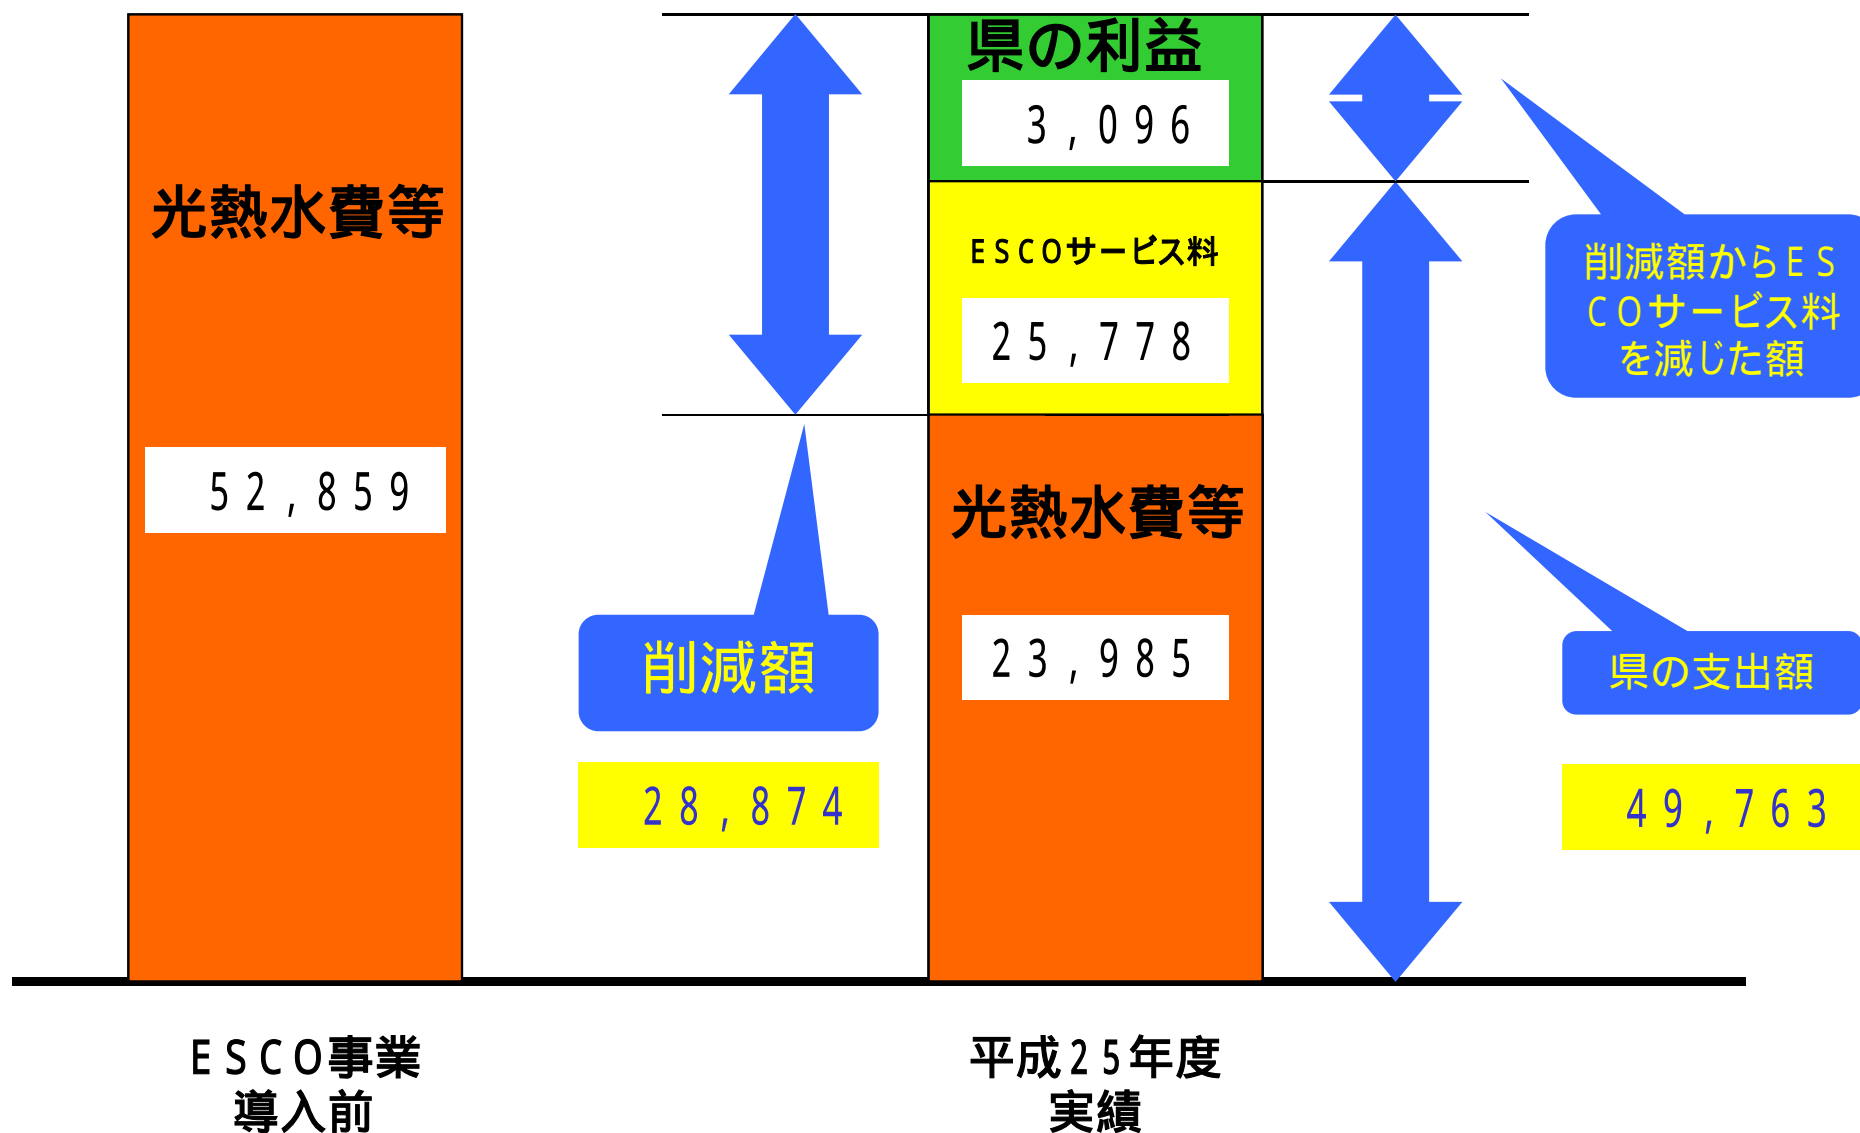 光熱水費等
５２，８５９
県の利益
３，０９６
ＥＳＣＯサービス料
２５，７７８
光熱水費等
２３，９８５
削減額
２８，８７４
削減額からＥＳ
ＣＯサービス料
を減じた額
県の支出額
４９，７６３
ＥＳＣＯ事業
導入前
平成２５年度
実績